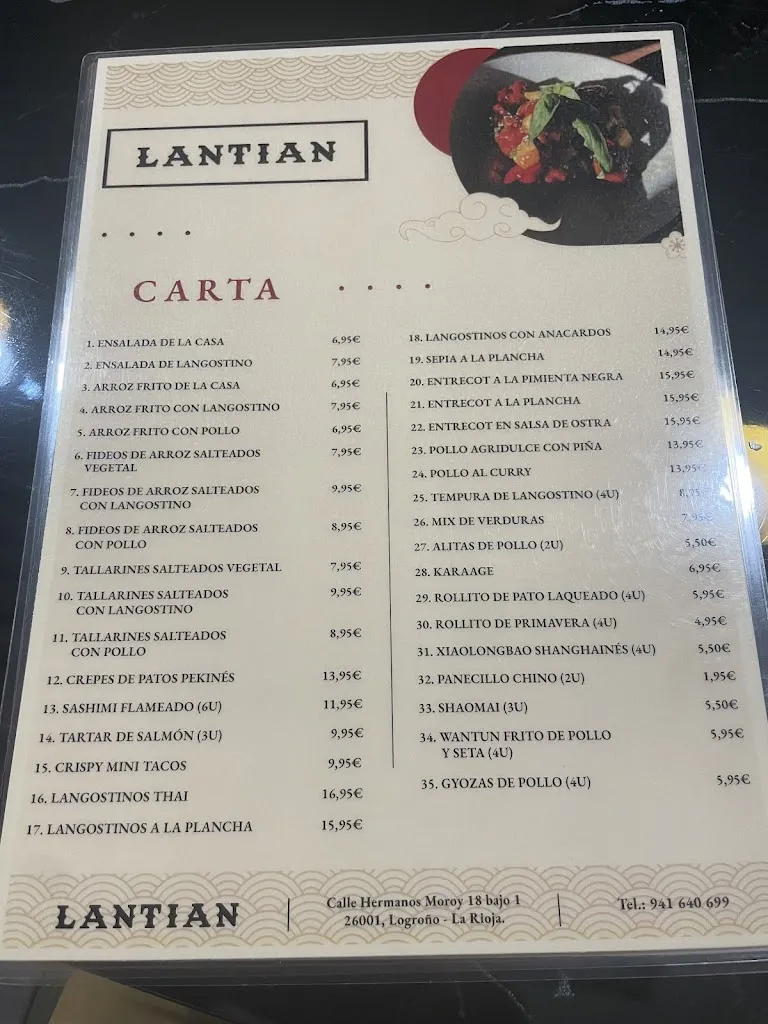 LANTIAN
CARTA
1. ENSALADA DE LA CASA 6,95€
2. ENSALADA DE LANGOSTINO 7,95€
3. ARROZ FRITO DE LA CASA 6,95€
4. ARROZ FRITO CON LANGOSTINO 7,95€
5. ARROZ FRITO CON POLLO 6,95€
6. FIDEOS DE ARROZ SALTEADOS 7,95€
VEGETAL
7. FIDEOS DE ARROZ SALTEADOS 9,95€
CON LANGOSTINO
8. FIDEOS DE ARROZ SALTEADOS 8,95€
CON POLLO
9. TALLARINES SALTEADOS VEGETAL 7,95€
10. TALLARINES SALTEADOS 9,95€
CON LANGOSTINO
11. TALLARINES SALTEADOS 8,95€
CON POLLO
12. CREPES DE PATOS PEKINÉS 13,95€
13. SASHIMI FLAMEADO (6U) 11,95€
14. TARTAR DE SALMÓN (3U) 9,95€
15. CRISPY MINI TACOS 9,95€
16. LANGOSTINOS THAI 16,95€
17. LANGOSTINOS A LA PLANCHA 15,95€
18. LANGOSTINOS CON ANACARDOS 14,95€
19. SEPIA A LA PLANCHA 14,95€
20. ENTRECOT A LA PIMIENTA NEGRA 15,95€
21. ENTRECOT A LA PLANCHA 15,95€
22. ENTRECOT EN SALSA DE OSTRA 15,95€
23. POLLO AGRIDULCE CON PIÑA 13,95€
24. POLLO AL CURRY 13,95€
25. TEMPURA DE LANGOSTINO (4U)
26. MIX DE VERDURAS 7,95€
27. ALITAS DE POLLO (2U) 5,50€
28. KARAAGE 6,95€
29. ROLLITO DE PATO LAQUEADO (4U) 5,95€
30. ROLLITO DE PRIMAVERA (4U) 4,95€
31. XIAOLONGBAO SHANGHAINÉS (4U) 5,50€
32. PANECILLO CHINO (2U) 1,95€
33. SHAOMAI (3U) 5,50€
34. WANTUN FRITO DE POLLO 5,95€
Y SETA (4U)
35. GYOZAS DE POLLO (4U) 5,95€
LANTIAN
Calle Hermanos Moroy 18 bajo 1
26001, Logroño - La Rioja.
Tel.: 941 640 699